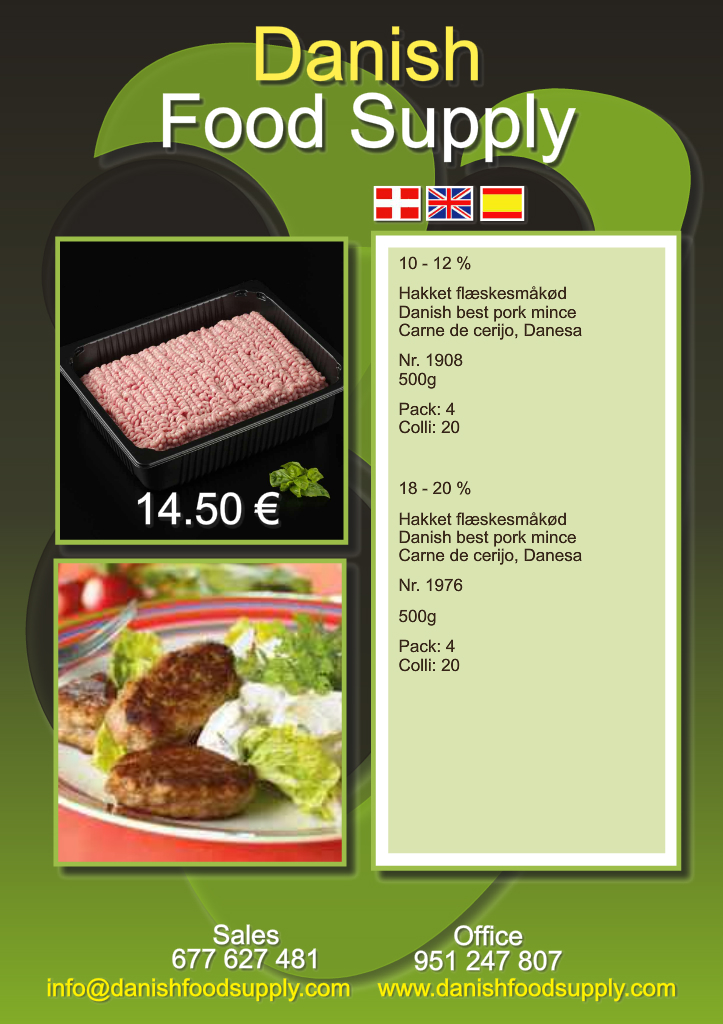 Danish
Food Supply
10 - 12 %
Hakket flæskesmåkød
Danish best pork mince
Carne de cerijo, Danesa
Nr. 1908
500g
Pack: 4
Colli: 20
18 - 20 %
Hakket flæskesmåkød
Danish best pork mince
Carne de cerijo, Danesa
Nr. 1976
500g
Pack: 4
Colli: 20
14.50 €
Sales
677 627 481
info@danishfoodsupply.com
Office
951 247 807
www.danishfoodsupply.com